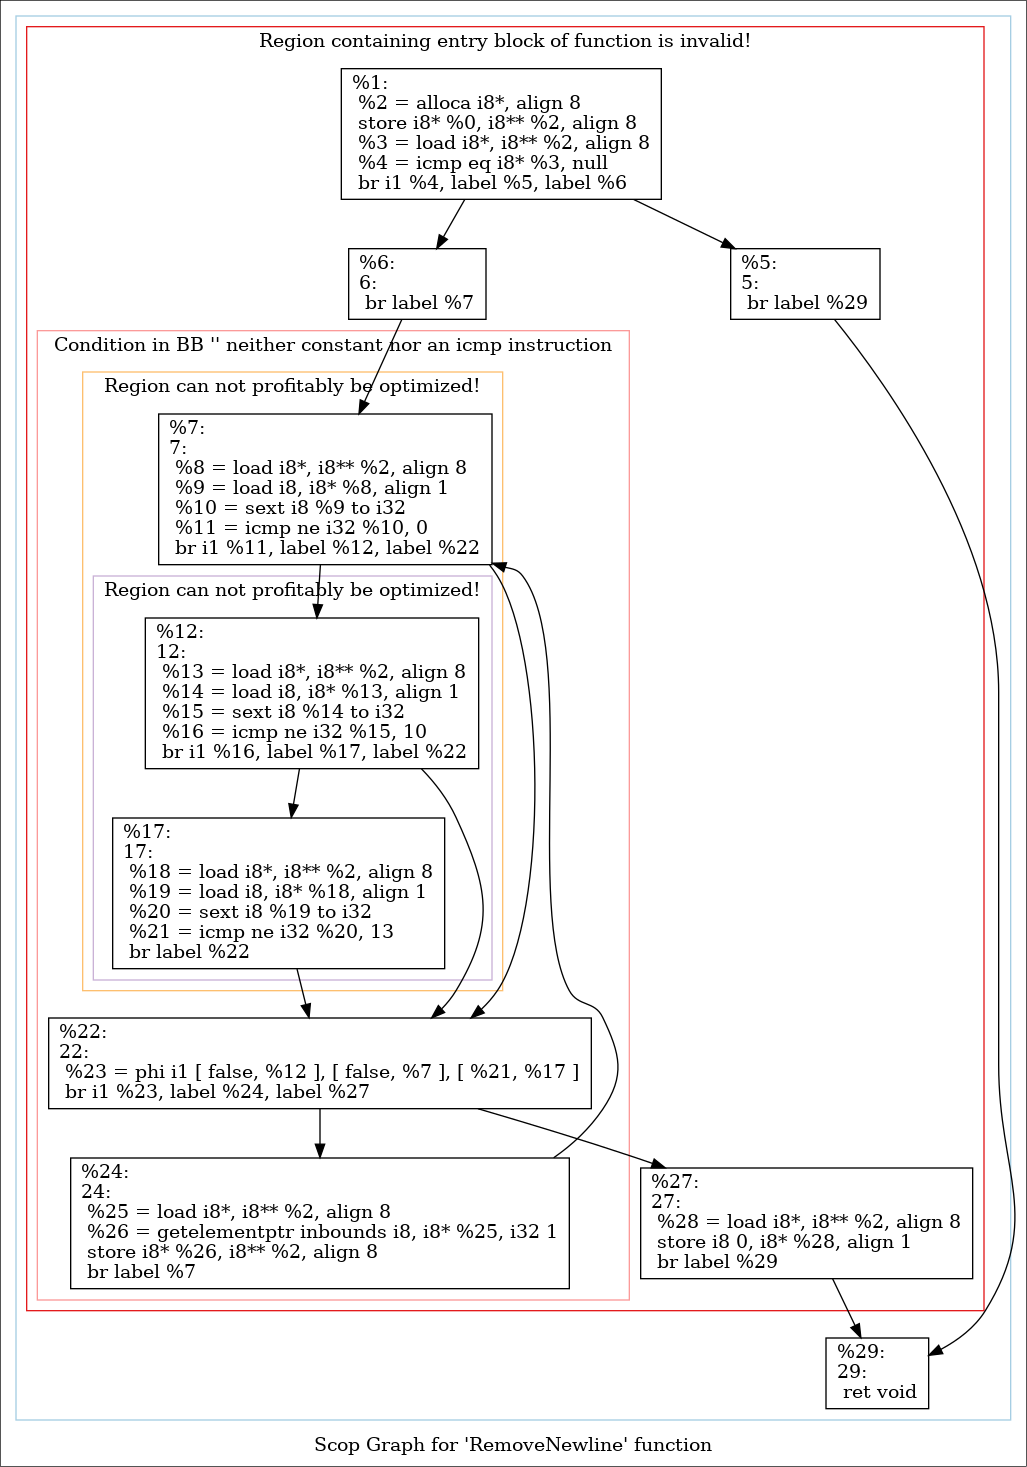 Region containing entry block of function is invalid!
%1:
%2 = alloca i8*, align 8
store i8* %0, i8** %2, align 8
%3 = load i8*, i8** %2, align 8
%4 = icmp eq i8* %3, null
br i1 %4, label %5, label %6
%6:
6:
br label %7
%5:
5:
br label %29
Condition in BB '' neither constant nor an icmp instruction
Region can not profitably be optimized!
%7:
7:
%8 = load i8*, i8** %2, align 8
%9 = load i8, i8* %8, align 1
%10 = sext i8 %9 to i32
%11 = icmp ne i32 %10, 0
br i1 %11, label %12, label %22
Region can not profitably be optimized!
%12:
12:
%13 = load i8*, i8** %2, align 8
%14 = load i8, i8* %13, align 1
%15 = sext i8 %14 to i32
%16 = icmp ne i32 %15, 10
br i1 %16, label %17, label %22
%17:
17:
%18 = load i8*, i8** %2, align 8
%19 = load i8, i8* %18, align 1
%20 = sext i8 %19 to i32
%21 = icmp ne i32 %20, 13
br label %22
%22:
22:
%23 = phi i1 [ false, %12 ], [ false, %7 ], [ %21, %17 ]
br i1 %23, label %24, label %27
%24:
24:
%25 = load i8*, i8** %2, align 8
%26 = getelementptr inbounds i8, i8* %25, i32 1
store i8* %26, i8** %2, align 8
br label %7
%27:
27:
%28 = load i8*, i8** %2, align 8
store i8 0, i8* %28, align 1
br label %29
%29:
29:
ret void
Scop Graph for 'RemoveNewline' function